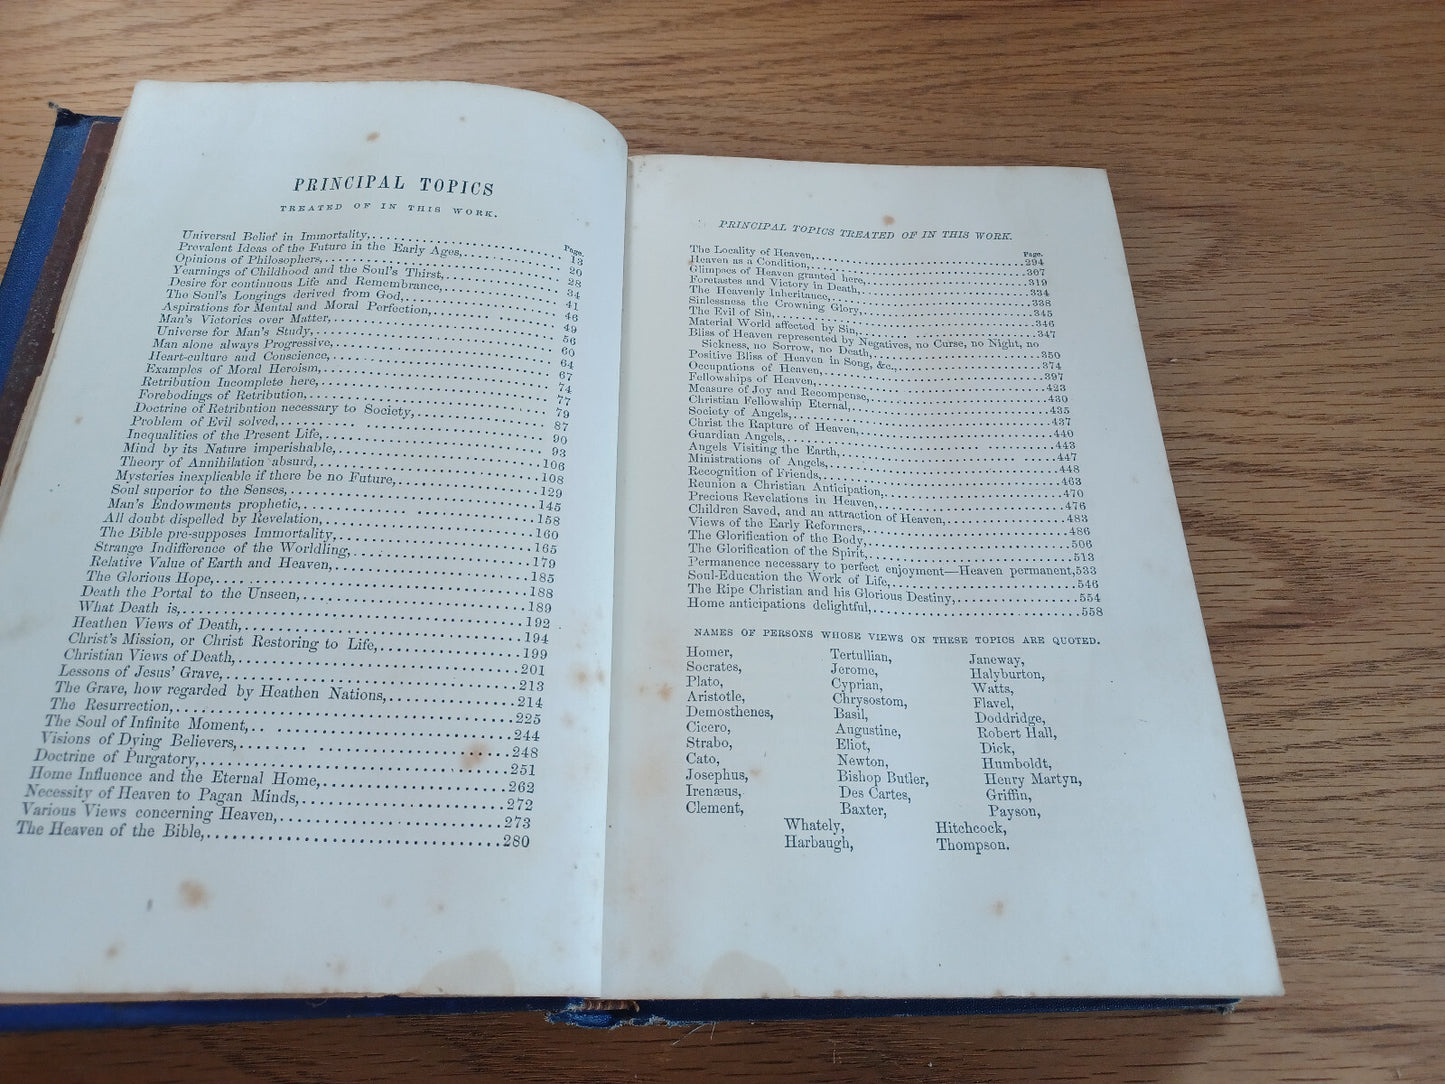 PRINCIPAL TOPICS
TREATED OF IN THIS WORK.
Page.
Universal Belief in Immortality, 13
Prevalent Ideas of the Future in the Early Ages, 20
Opinions of Philosophers, 28
Yearnings of Childhood and the Soul's Thirst, 34
Desire for continuous Life and Remembrance, 41
The Soul's Longings derived from God, 46
Aspirations for Mental and Moral Perfection, 49
Man's Victories over Matter, 56
Universe for Man's Study, 60
Man alone always Progressive, 64
Heart-culture and Conscience, 67
Examples of Moral Heroism, 74
Retribution Incomplete here, 77
Forebodings of Retribution, 79
Doctrine of Retribution necessary to Society, 87
Problem of Evil solved, 90
Inequalities of the Present Life, 93
Mind by its Nature imperishable, 106
Theory of Annihilation absurd, 108
Mysteries inexplicable if there be no Future, 129
Soul superior to the Senses, 145
Man's Endowments prophetic, 158
All doubt dispelled by Revelation, 160
The Bible pre-supposes Immortality, 165
Strange Indifference of the Worldling, 179
Relative Value of Earth and Heaven, 185
The Glorious Hope, 188
Death the Portal to the Unseen, 189
What Death is, 192
Heathen Views of Death, 194
Christ's Mission, or Christ Restoring to Life, 199
Christian Views of Death, 201
Lessons of Jesus' Grave, 213
The Grave, how regarded by Heathen Nations, 214
The Resurrection, 225
The Soul of Infinite Moment, 244
Visions of Dying Believers, 248
Doctrine of Purgatory, 251
Home Influence and the Eternal Home, 262
Necessity of Heaven to Pagan Minds, 272
Various Views concerning Heaven, 273
The Heaven of the Bible, 280
PRINCIPAL TOPICS TREATED OF IN THIS WORK.
Page.
The Locality of Heaven, 294
Heaven as a Condition, 307
Glimpses of Heaven granted here, 319
Foretastes and Victory in Death, 334
The Heavenly Inheritance, 338
Sinlessness the Crowning Glory, 345
The Evil of Sin, 346
Material World affected by Sin, 347
Bliss of Heaven represented by Negatives, no Curse, no Night, no
Sickness, no Sorrow, no Death, 350
Positive Bliss of Heaven in Song, &c., 374
Occupations of Heaven, 397
Fellowships of Heaven, 423
Measure of Joy and Recompense, 430
Christian Fellowship Eternal, 435
Society of Angels, 437
Christ the Rapture of Heaven, 440
Guardian Angels, 443
Angels Visiting the Earth, 447
Ministrations of Angels, 448
Recognition of Friends, 463
Reunion a Christian Anticipation, 470
Precious Revelations in Heaven, 476
Children Saved, and an attraction of Heaven, 483
Views of the Early Reformers, 486
The Glorification of the Body, 506
The Glorification of the Spirit, 513
Permanence necessary to perfect enjoyment—Heaven permanent, 533
Soul-Education the Work of Life, 546
The Ripe Christian and his Glorious Destiny, 554
Home anticipations delightful, 558
NAMES OF PERSONS WHOSE VIEWS ON THESE TOPICS ARE QUOTED.
Homer, Tertullian, Janeway,
Socrates, Jerome, Halyburton,
Plato, Cyprian, Watts,
Aristotle, Chrysostom, Flavel,
Demosthenes, Basil, Doddridge,
Cicero, Augustine, Robert Hall,
Strabo, Eliot, Dick,
Cato, Newton, Humboldt,
Josephus, Bishop Butler, Henry Martyn,
Irenæus, Des Cartes, Griffin,
Clement, Baxter, Payson,
Whately, Hitchcock,
Harbaugh, Thompson.